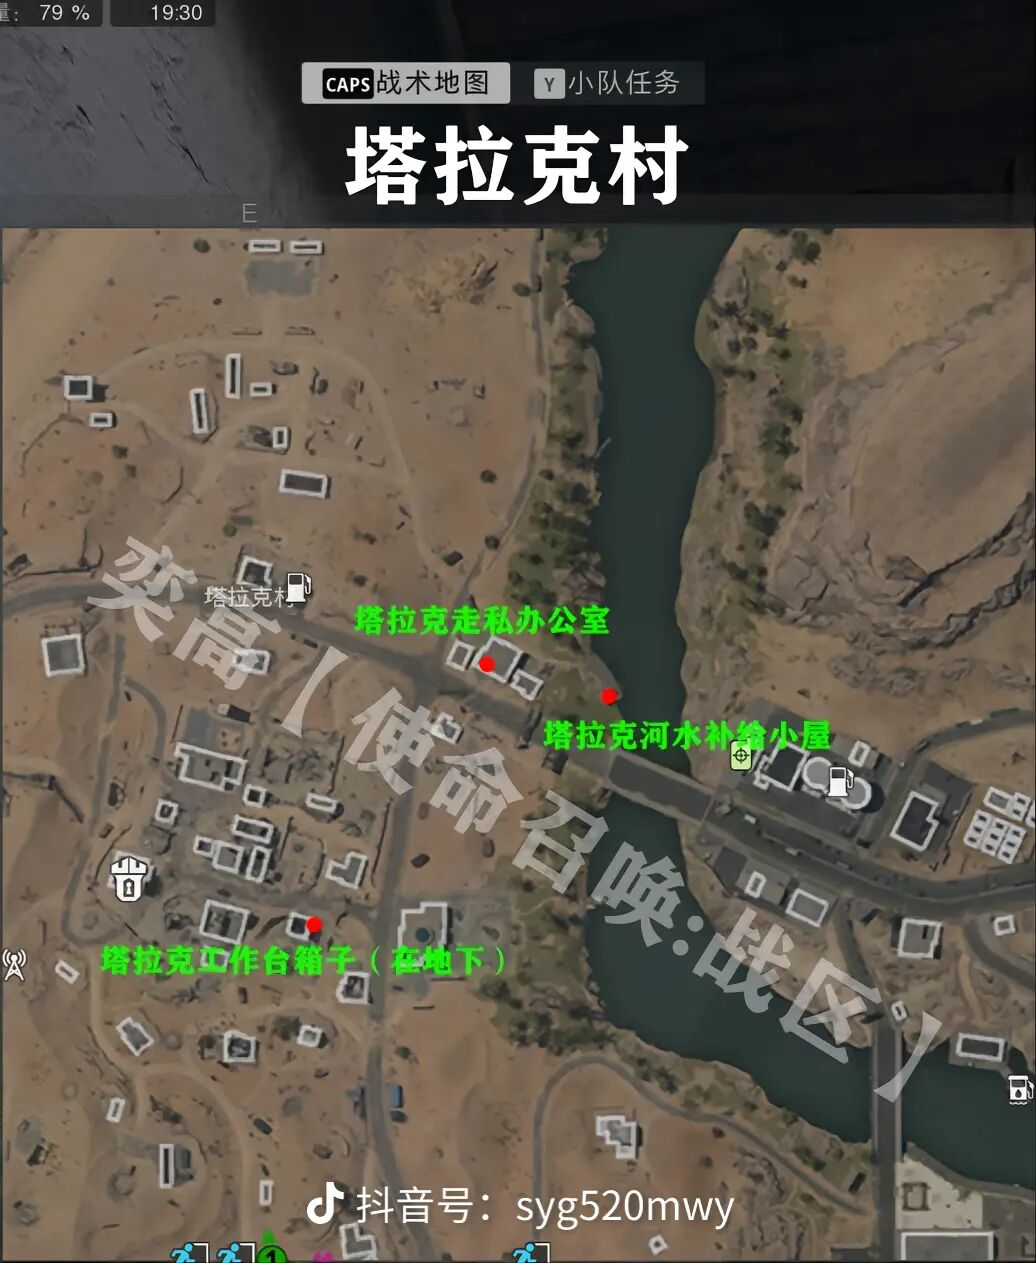 量： 79 %
19:30
CAPS 战术地图
Y 小队任务
塔拉克村
E
塔拉克村
塔拉克走私办公室
塔拉克河水补给小屋
塔拉克工作台箱子（在地下）
奕高【使命召唤:战区】
抖音号：syg520mwy
1